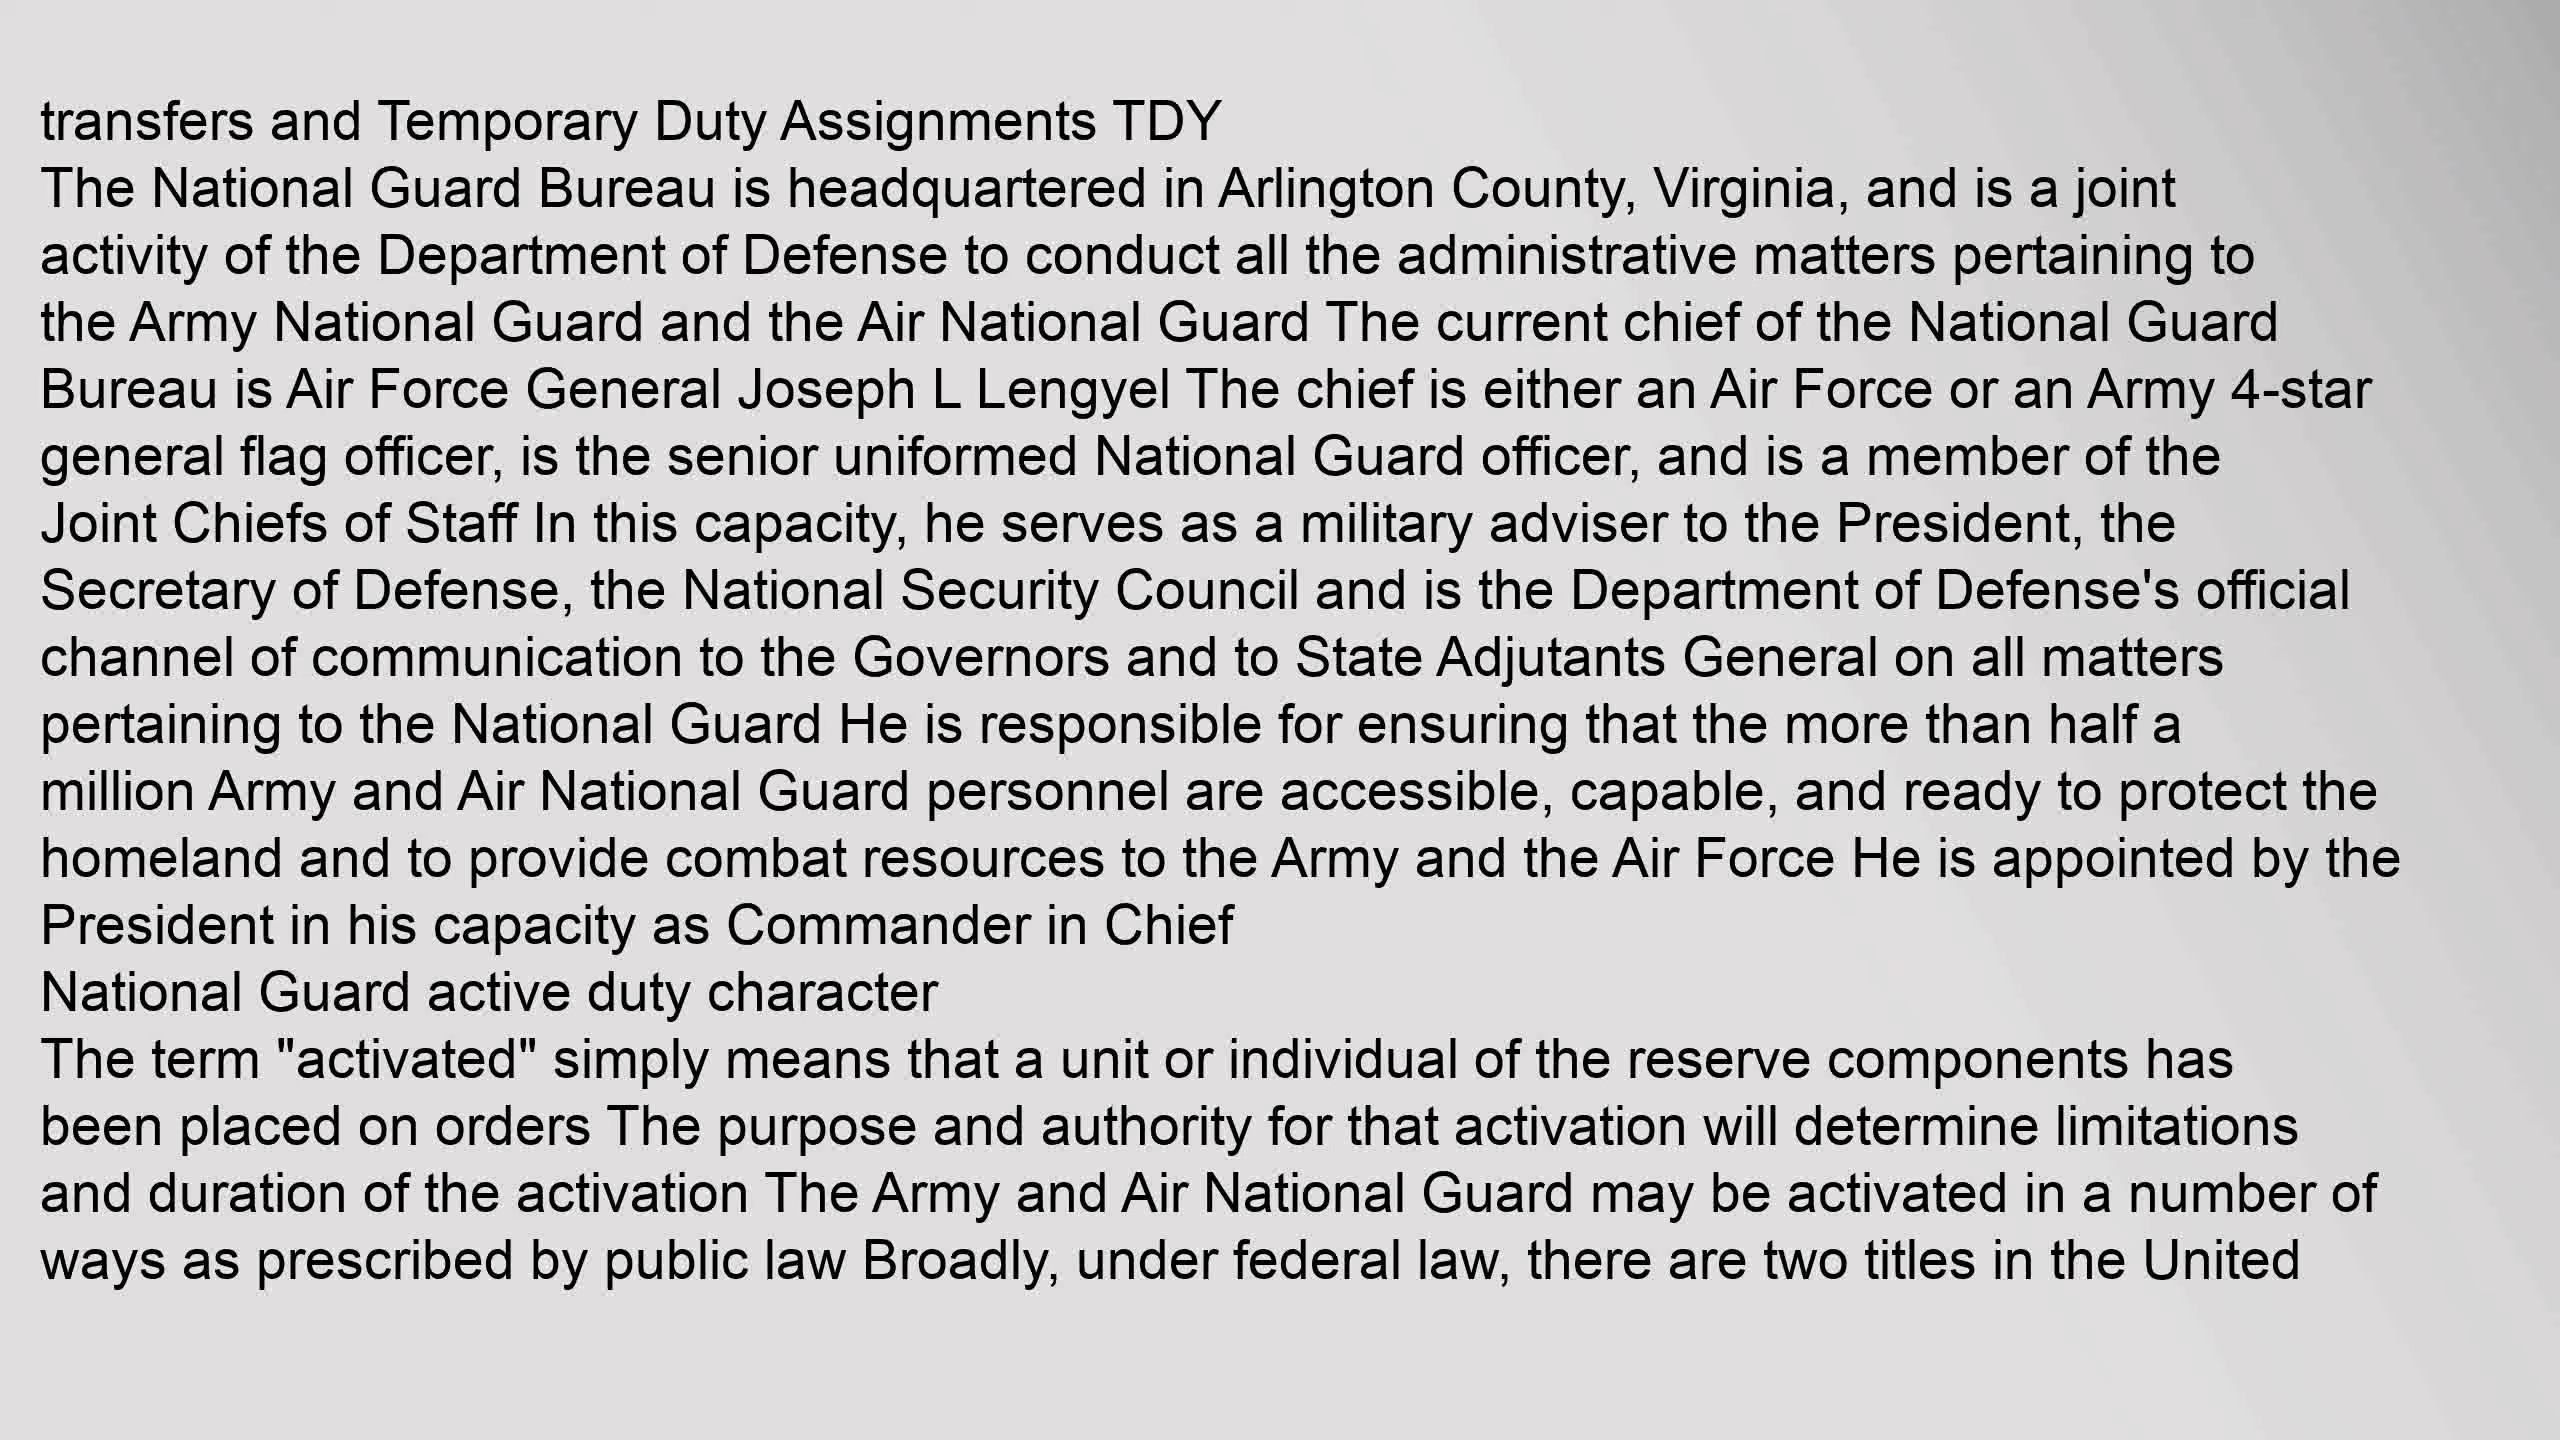 transfers and Temporary Duty Assignments TDY
The National Guard Bureau is headquartered in Arlington County, Virginia, and is a joint
activity of the Department of Defense to conduct all the administrative matters pertaining to
the Army National Guard and the Air National Guard The current chief of the National Guard
Bureau is Air Force General Joseph L Lengyel The chief is either an Air Force or an Army 4-star
general flag officer, is the senior uniformed National Guard officer, and is a member of the
Joint Chiefs of Staff In this capacity, he serves as a military adviser to the President, the
Secretary of Defense, the National Security Council and is the Department of Defense's official
channel of communication to the Governors and to State Adjutants General on all matters
pertaining to the National Guard He is responsible for ensuring that the more than half a
million Army and Air National Guard personnel are accessible, capable, and ready to protect the
homeland and to provide combat resources to the Army and the Air Force He is appointed by the
President in his capacity as Commander in Chief
National Guard active duty character
The term "activated" simply means that a unit or individual of the reserve components has
been placed on orders The purpose and authority for that activation will determine limitations
and duration of the activation The Army and Air National Guard may be activated in a number of
ways as prescribed by public law Broadly, under federal law, there are two titles in the United